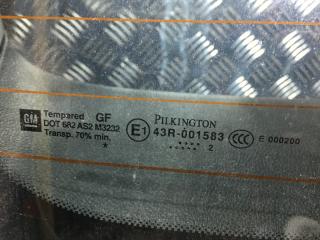 GM
Tempered GF
DOT 682 AS2 M3232
Transp. 70% min.
*
E1
PILKINGTON
43R-001583
2
CCC E 000200